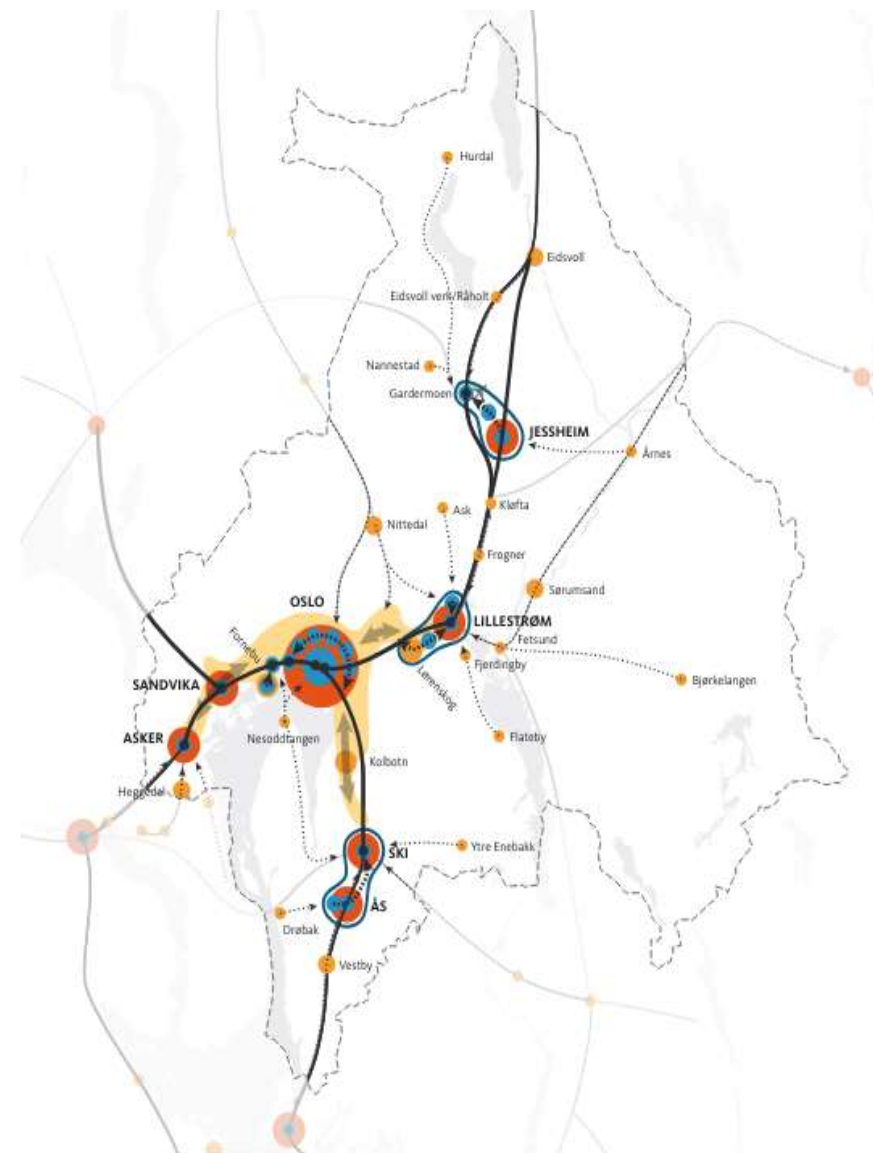 Hurdal
Eidsvoll
Eidsvoll verk/Råholt
Nannestad
Gardermoen
JESSHEIM
Årnes
Ask
Kløfta
Nittedal
Frogner
Sørumsand
OSLO
LILLESTRØM
Fetsund
Fornebu
Fjerdingby
Lørenskog
Bjørkelangen
SANDVIKA
ASKER
Nesoddtangen
Flateby
Kolbotn
Heggedal
Ytre Enebakk
SKI
ÅS
Drøbak
Vestby